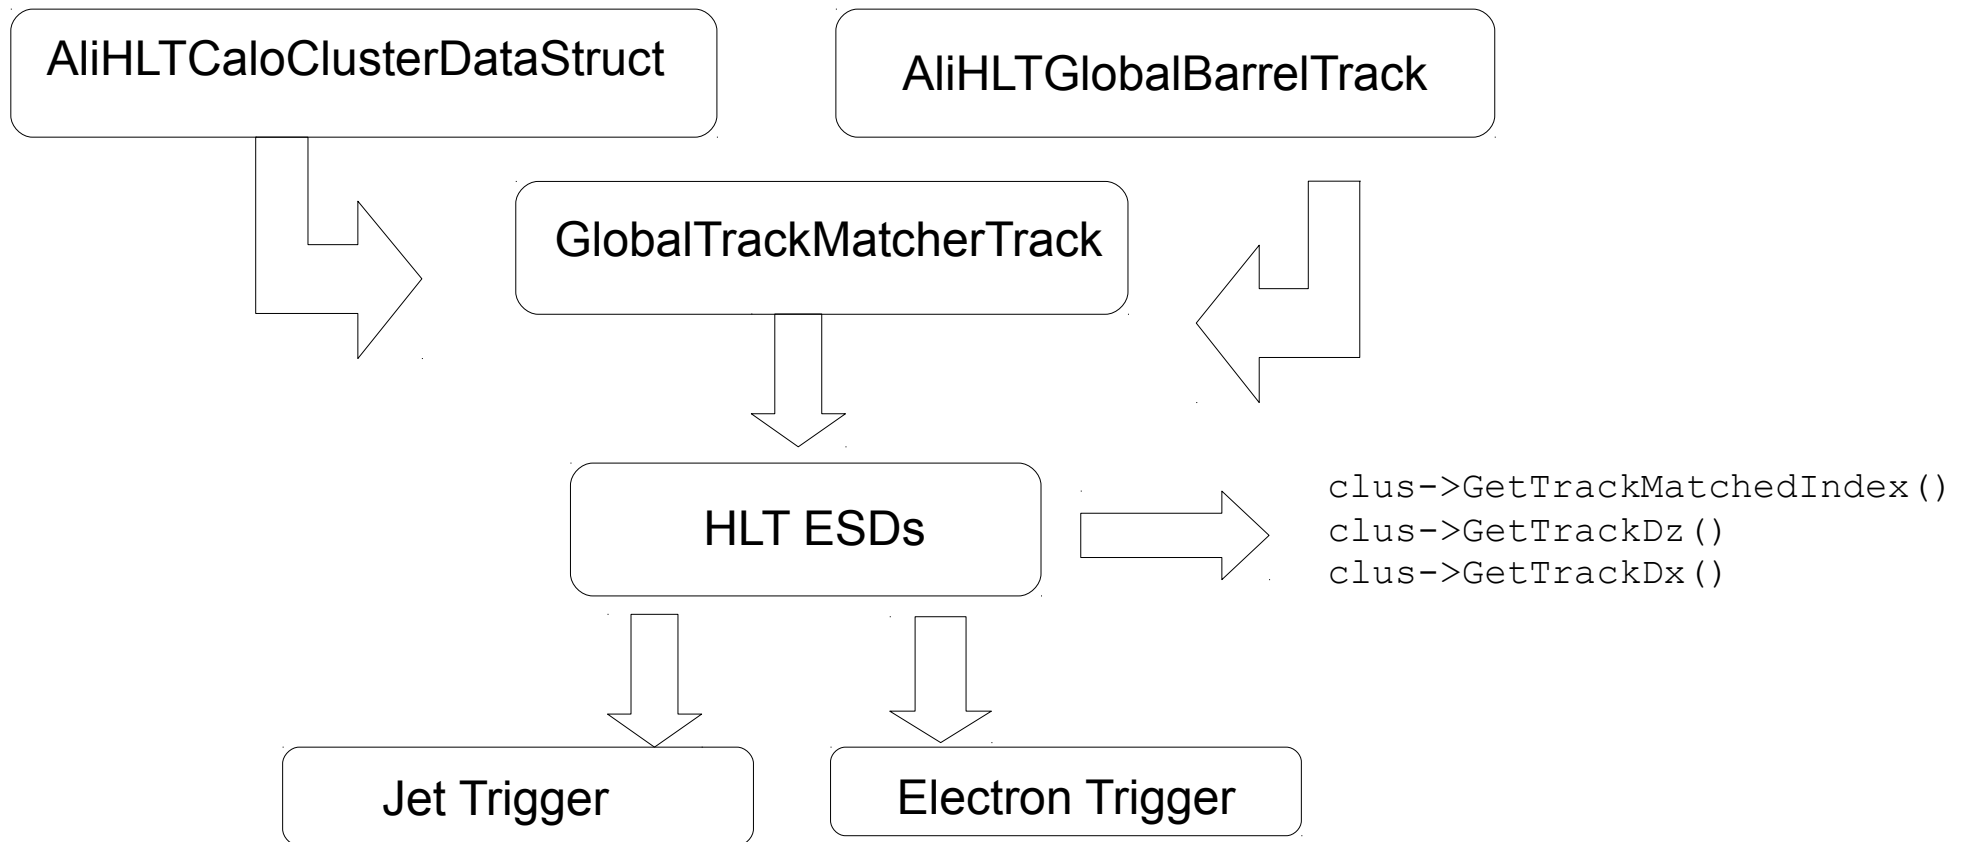 AliHLTCaloClusterDataStruct
AliHLTGlobalBarrelTrack
GlobalTrackMatcherTrack
HLT ESDs
clus->GetTrackMatchedIndex()
clus->GetTrackDz()
clus->GetTrackDx()
Jet Trigger
Electron Trigger